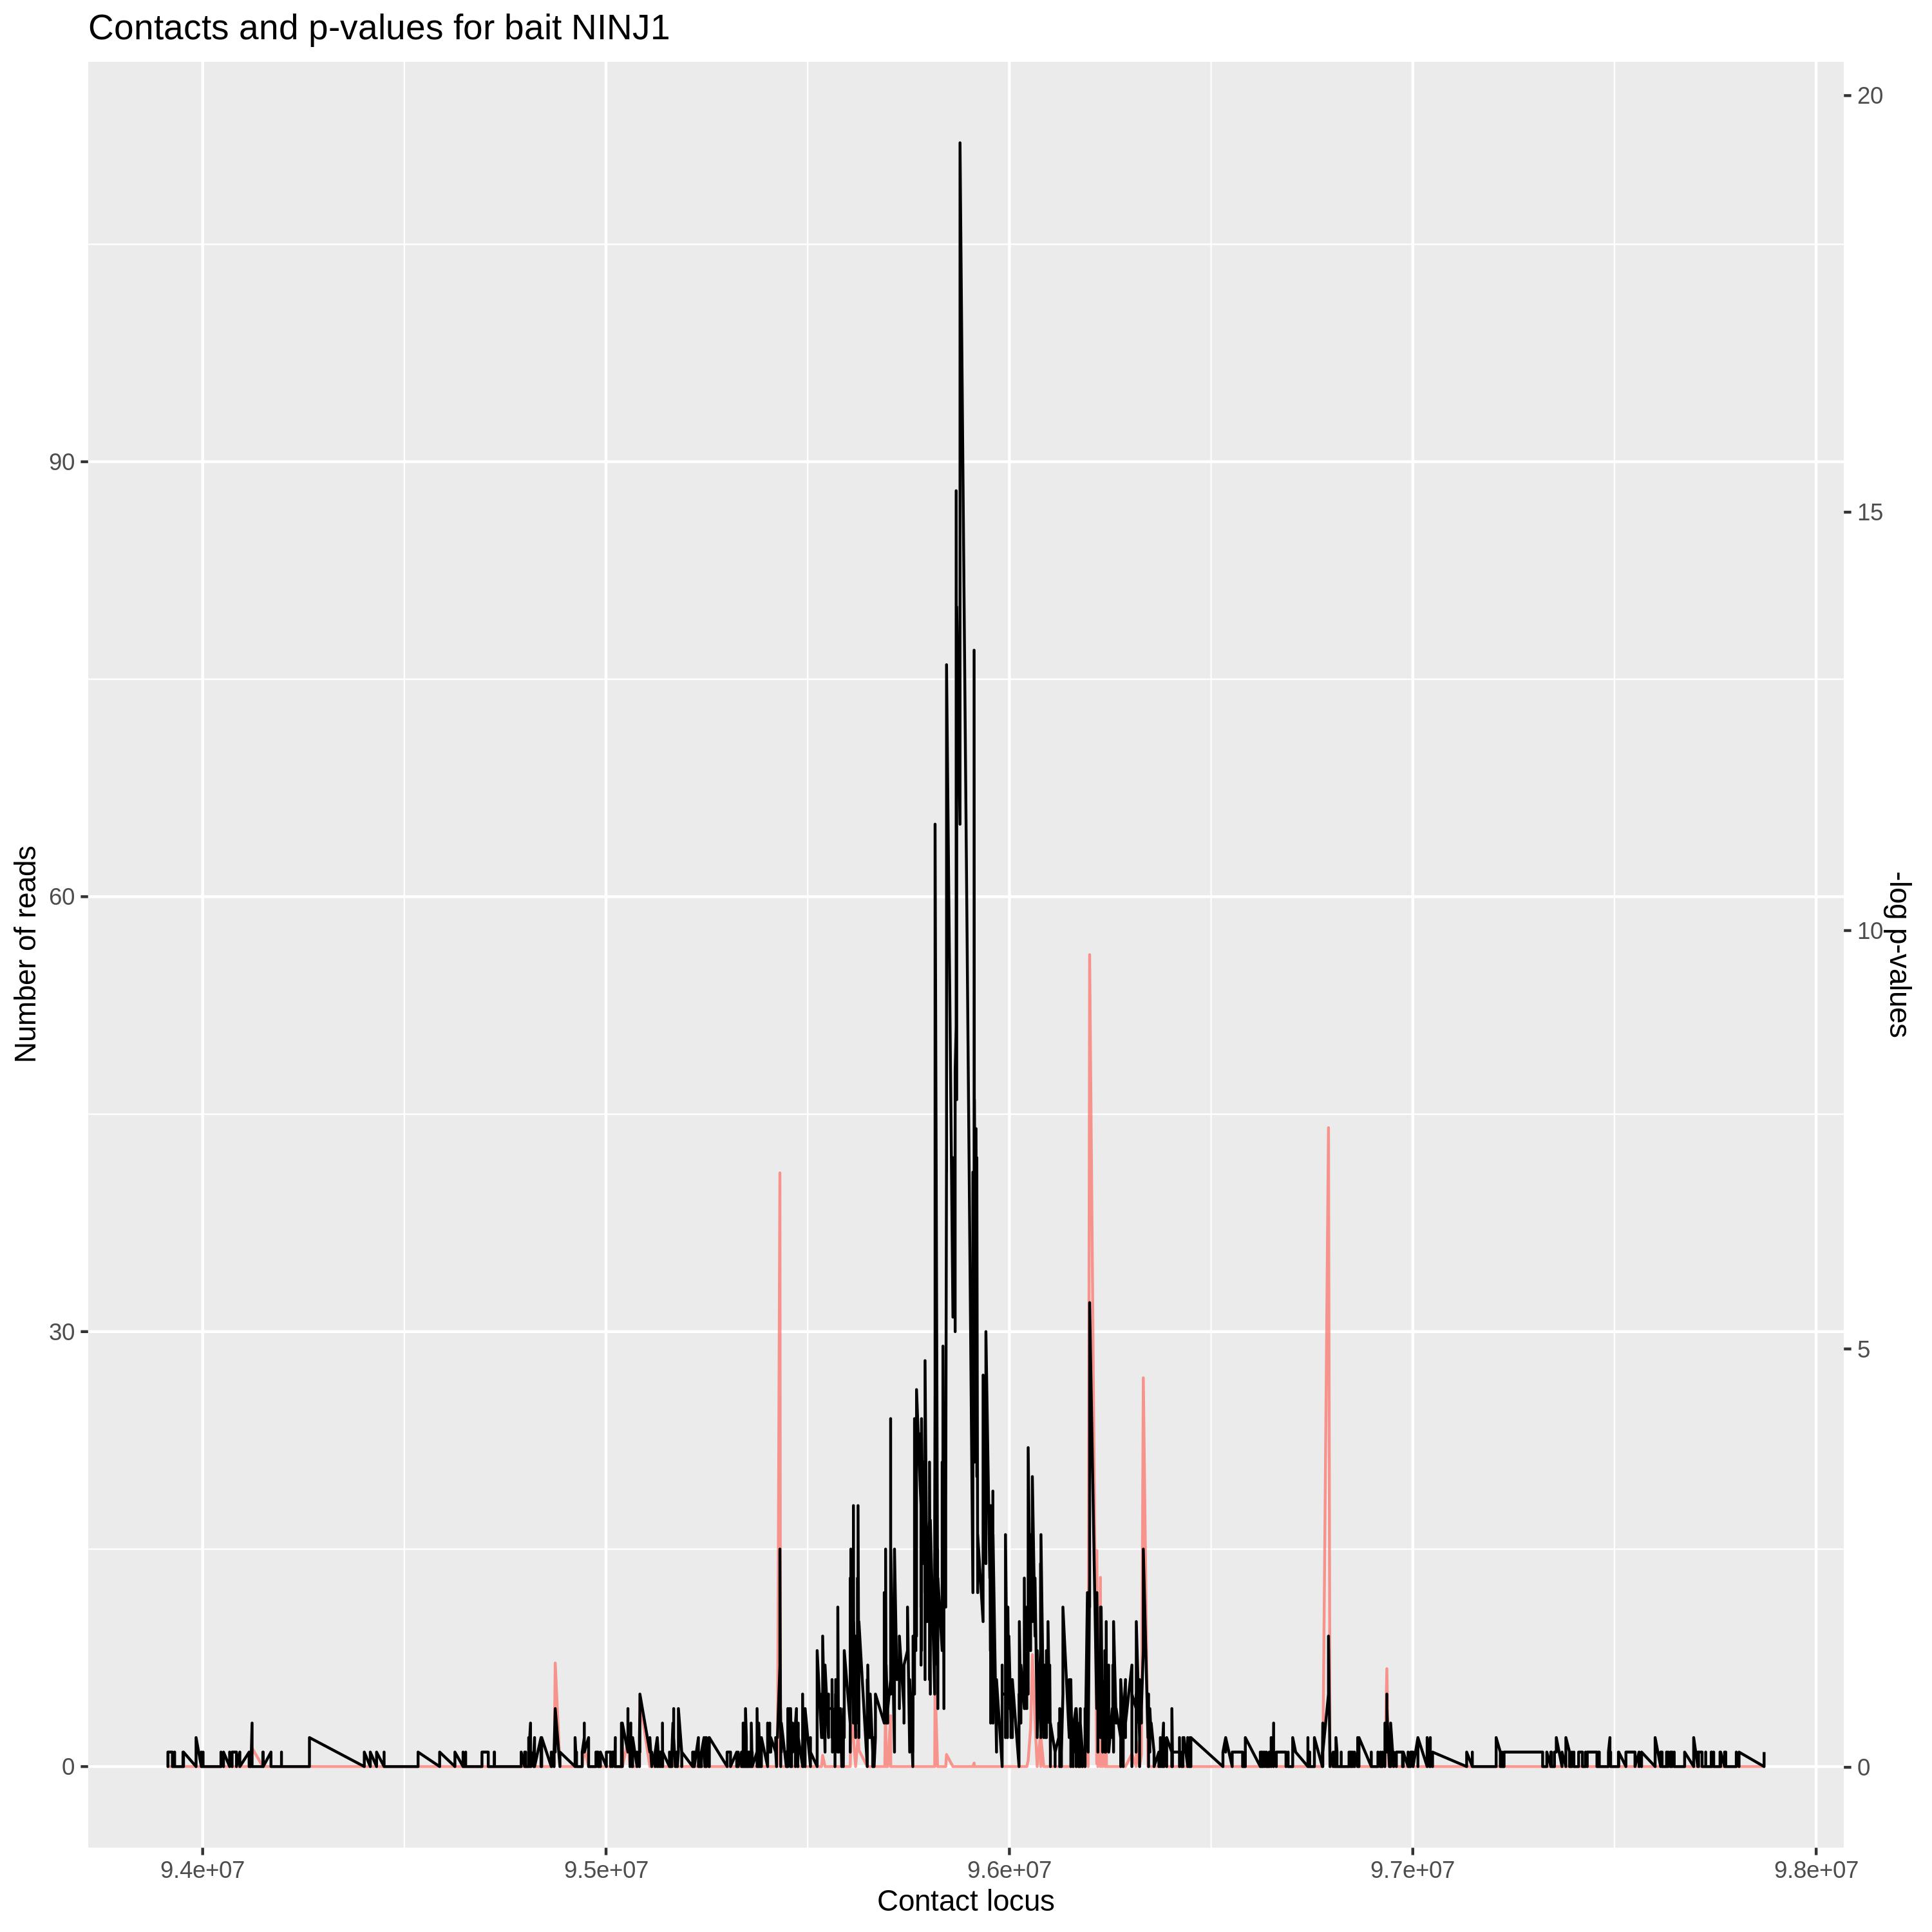 Contacts and p-values for bait NINJ1
20
90
15
60
10
30
5
0
0
Number of reads
-log p-values
9.4e+07 9.5e+07 9.6e+07 9.7e+07 9.8e+07
Contact locus